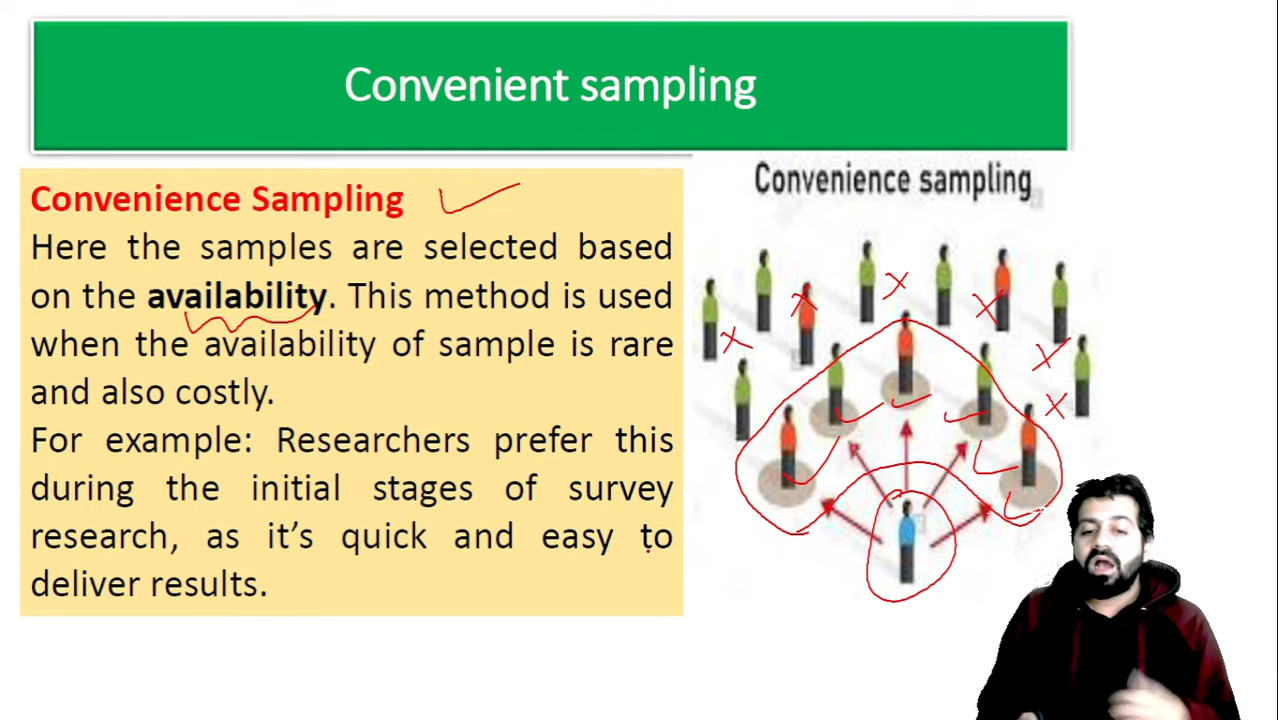 Convenient sampling
Convenience Sampling
Here the samples are selected based
on the availability. This method is used
when the availability of sample is rare
and also costly.
For example: Researchers prefer this
during the initial stages of survey
research, as it’s quick and easy to
deliver results.
Convenience sampling